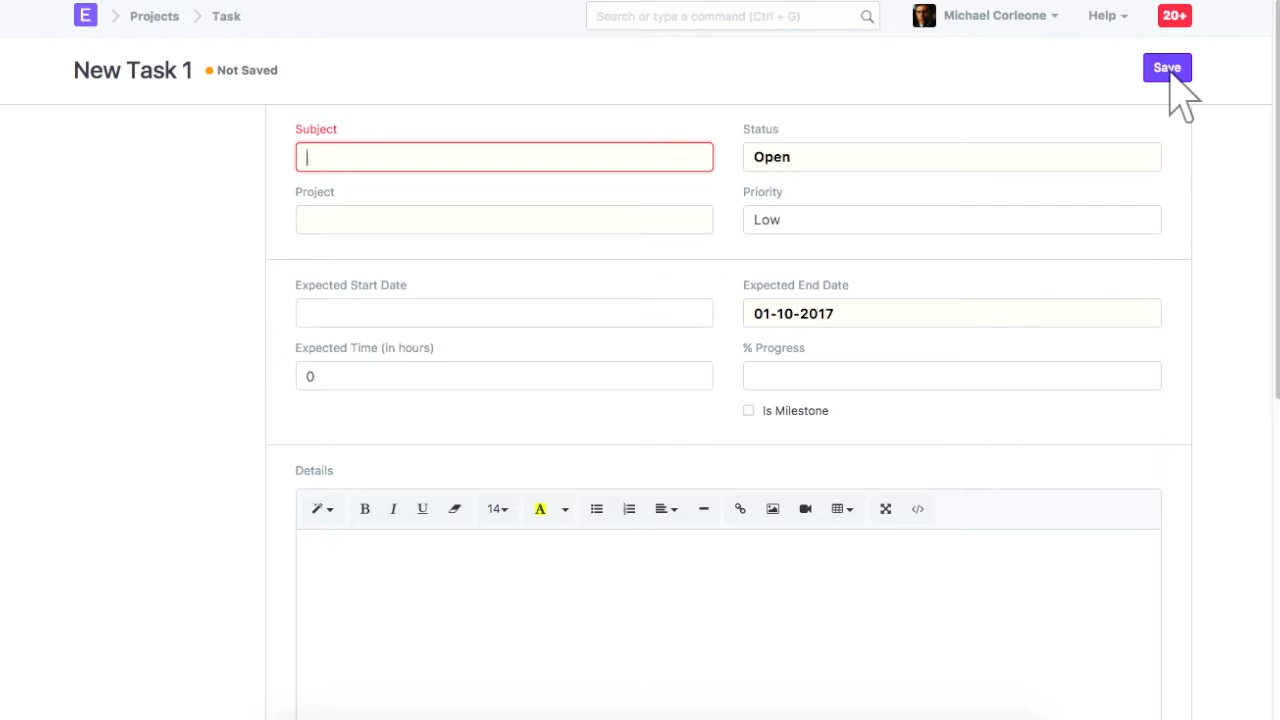 E Projects Task Search or type a command (Ctrl + G) Michael Corleone Help 20+
New Task 1 Not Saved Save
Subject Status
Open
Project Priority
Low
Expected Start Date Expected End Date
01-10-2017
Expected Time (in hours) % Progress
0
Is Milestone
Details
B I U 14 A </>